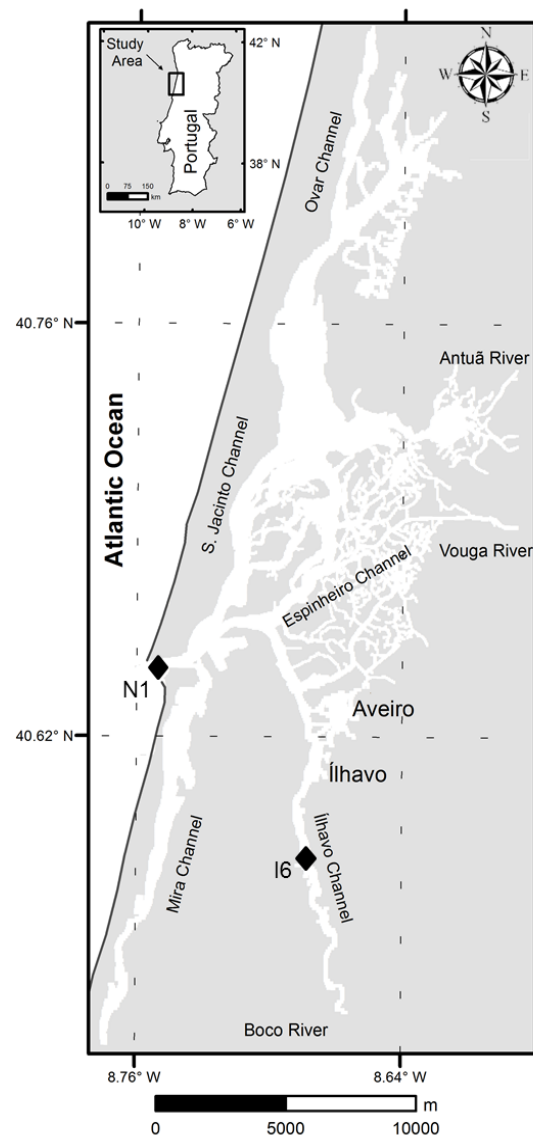 Study
Area
42° N
38° N
Portugal
0 75 150
km
10° W 8° W 6° W
N
W E
S
Ovar Channel
40.76° N
Antuã River
Atlantic Ocean
S. Jacinto Channel
Vouga River
Espinheiro Channel
N1
Aveiro
40.62° N
Ílhavo
Mira Channel
Ílhavo Channel
I6
Boco River
8.76° W 8.64° W
m
0 5000 10000